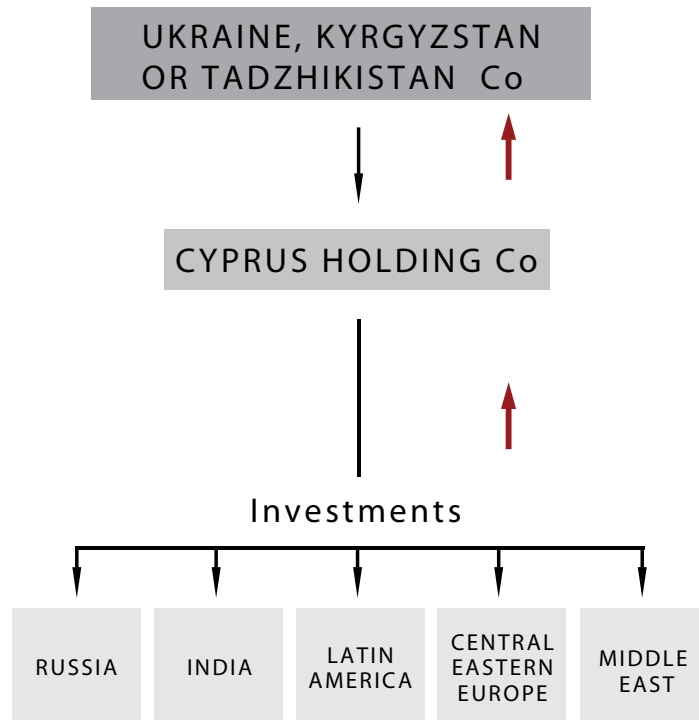 UKRAINE, KYRGYZSTAN
OR TADZHIKISTAN Co
CYPRUS HOLDING Co
Investments
RUSSIA
INDIA
LATIN
AMERICA
CENTRAL
EASTERN
EUROPE
MIDDLE
EAST